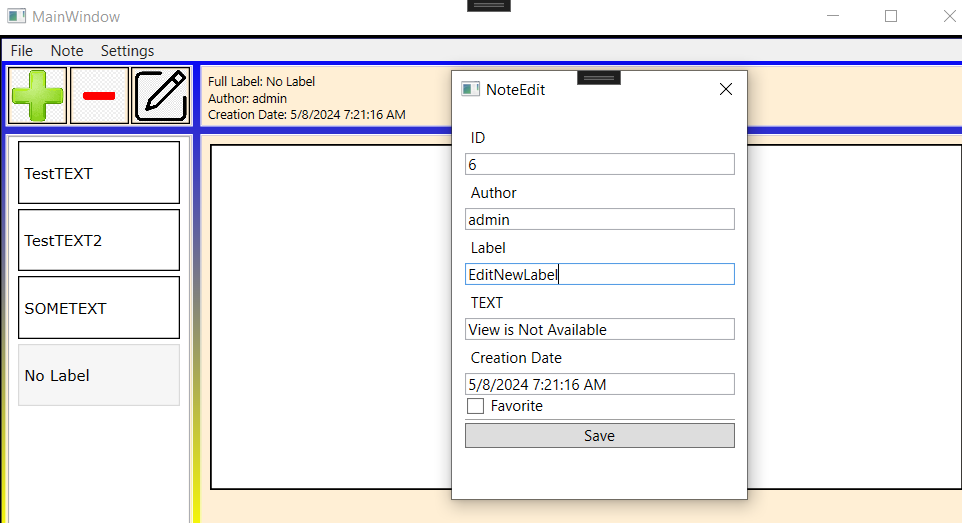 MainWindow
File Note Settings
Full Label: No Label
Author: admin
Creation Date: 5/8/2024 7:21:16 AM
TestTEXT
TestTEXT2
SOMETEXT
No Label
NoteEdit
ID
6
Author
admin
Label
EditNewLabel
TEXT
View is Not Available
Creation Date
5/8/2024 7:21:16 AM
Favorite
Save